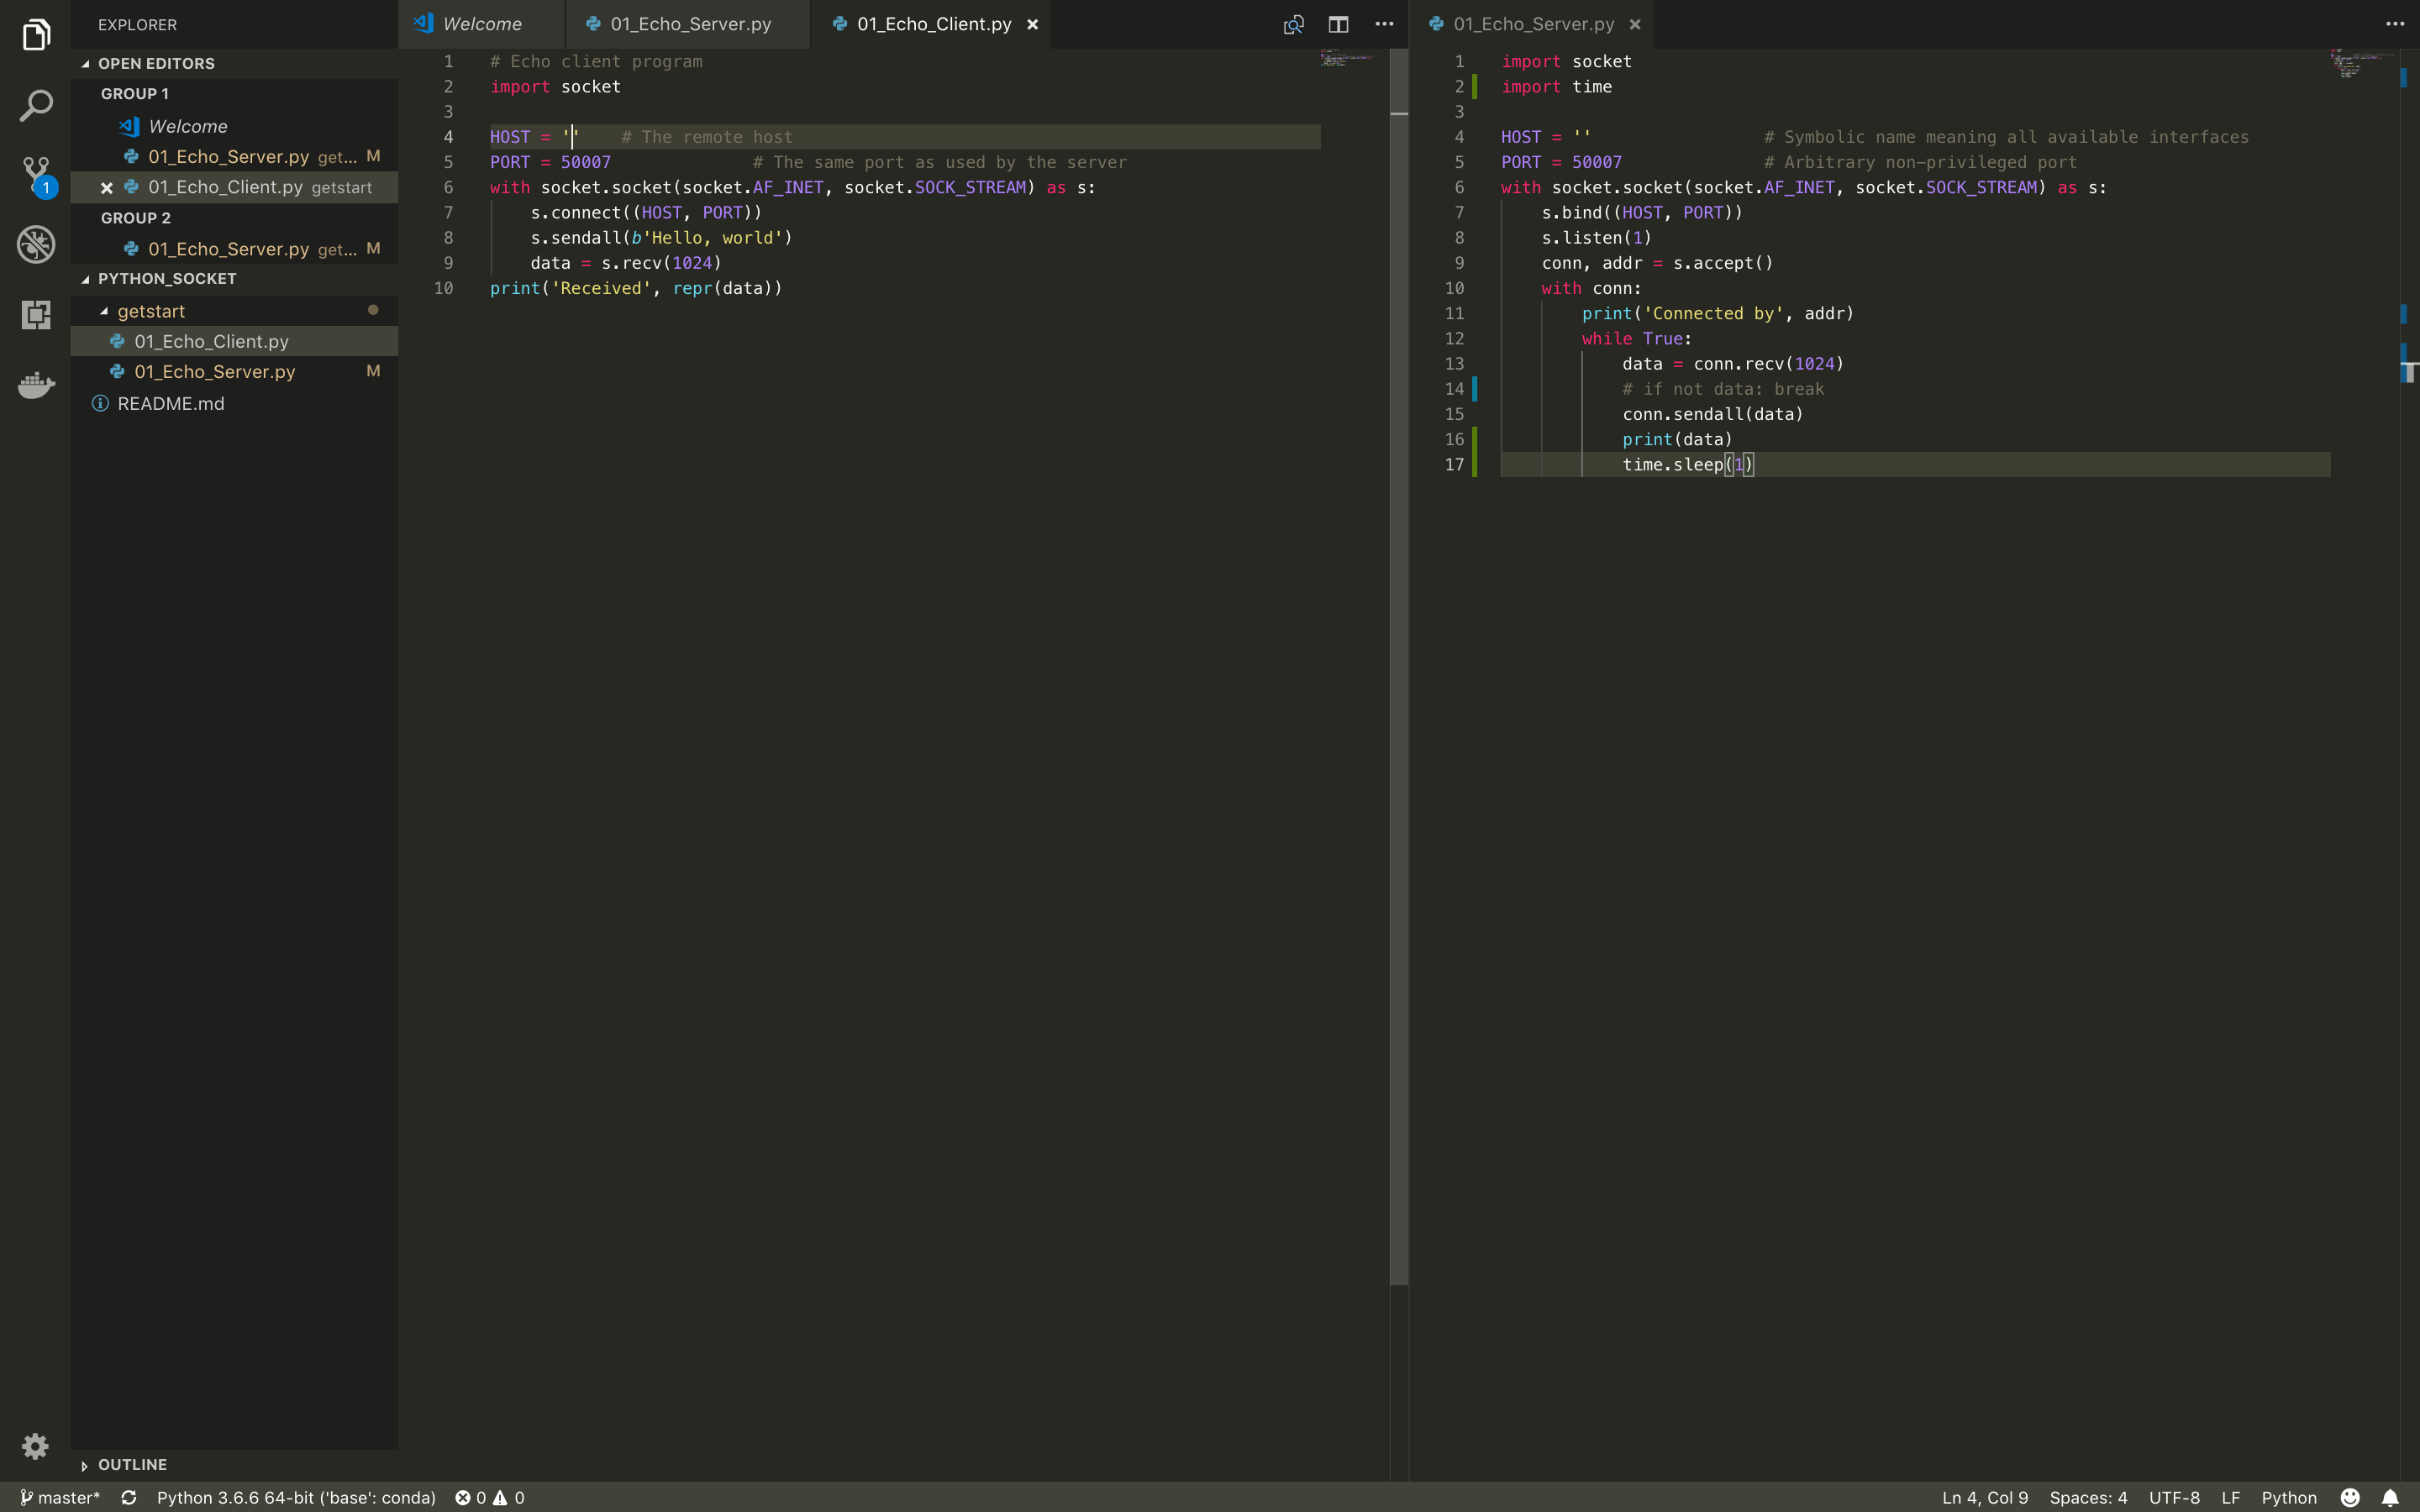 EXPLORER
OPEN EDITORS
GROUP 1
Welcome
01_Echo_Server.py get... M
01_Echo_Client.py getstart
GROUP 2
01_Echo_Server.py get... M
PYTHON_SOCKET
getstart
01_Echo_Client.py
01_Echo_Server.py M
README.md
OUTLINE
1
Welcome
01_Echo_Server.py
01_Echo_Client.py
1 # Echo client program
2 import socket
3
4 HOST = ''    # The remote host
5 PORT = 50007              # The same port as used by the server
6 with socket.socket(socket.AF_INET, socket.SOCK_STREAM) as s:
7     s.connect((HOST, PORT))
8     s.sendall(b'Hello, world')
9     data = s.recv(1024)
10 print('Received', repr(data))
01_Echo_Server.py
1 import socket
2 import time
3
4 HOST = ''                 # Symbolic name meaning all available interfaces
5 PORT = 50007              # Arbitrary non-privileged port
6 with socket.socket(socket.AF_INET, socket.SOCK_STREAM) as s:
7     s.bind((HOST, PORT))
8     s.listen(1)
9     conn, addr = s.accept()
10     with conn:
11         print('Connected by', addr)
12         while True:
13             data = conn.recv(1024)
14             # if not data: break
15             conn.sendall(data)
16             print(data)
17             time.sleep(1)
master* Python 3.6.6 64-bit ('base': conda) 0 0
Ln 4, Col 9 Spaces: 4 UTF-8 LF Python